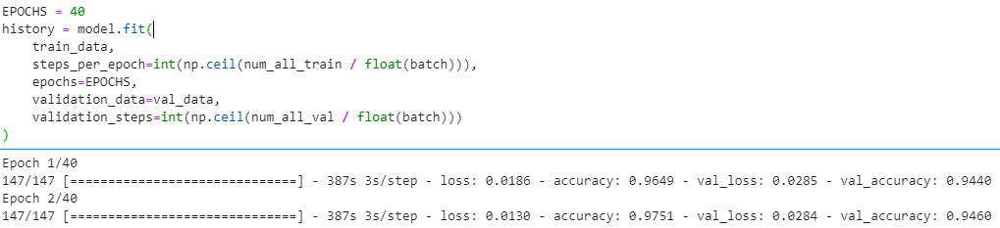 EPOCHS = 40
history = model.fit(
    train_data,
    steps_per_epoch=int(np.ceil(num_all_train / float(batch))),
    epochs=EPOCHS,
    validation_data=val_data,
    validation_steps=int(np.ceil(num_all_val / float(batch)))
)
Epoch 1/40
147/147 [==============================] - 387s 3s/step - loss: 0.0186 - accuracy: 0.9649 - val_loss: 0.0285 - val_accuracy: 0.9440
Epoch 2/40
147/147 [==============================] - 387s 3s/step - loss: 0.0130 - accuracy: 0.9751 - val_loss: 0.0284 - val_accuracy: 0.9460